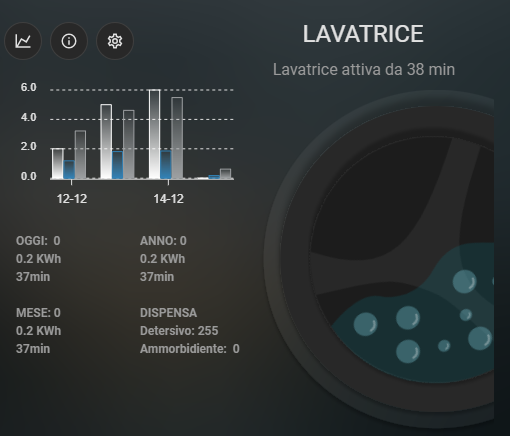 LAVATRICE
Lavatrice attiva da 38 min
6.0
4.0
2.0
0.0
12-12
14-12
OGGI: 0
0.2 KWh
37min
ANNO: 0
0.2 KWh
37min
MESE: 0
0.2 KWh
37min
DISPENSA
Detersivo: 255
Ammorbidiente: 0